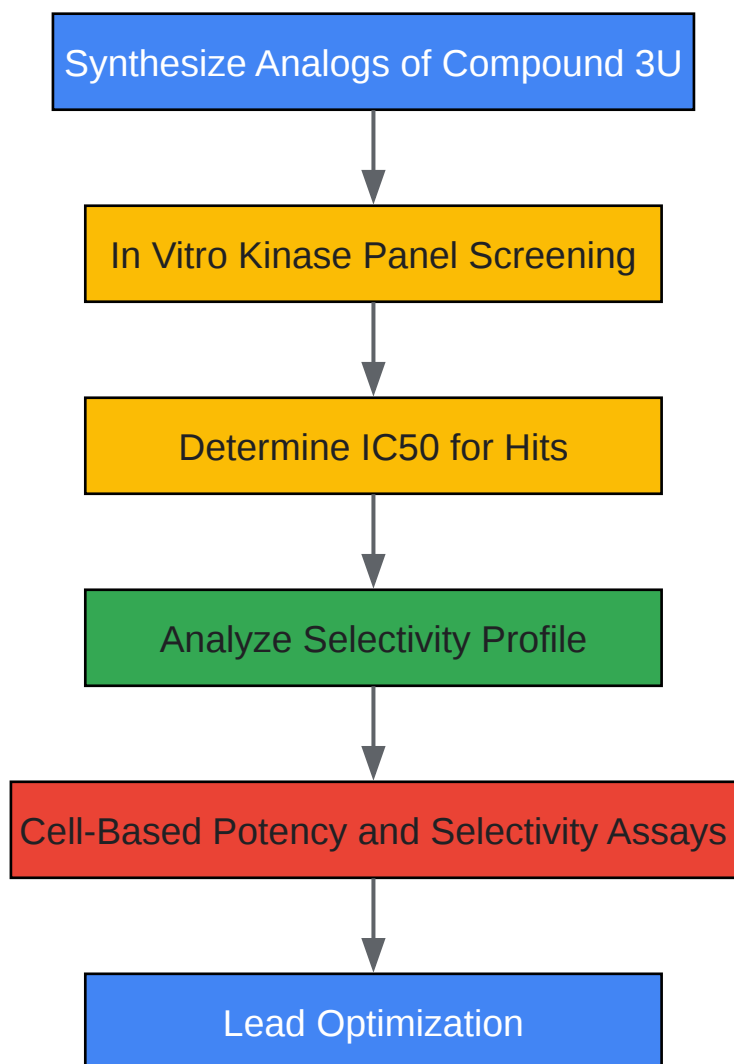 Synthesize Analogs of Compound 3U
In Vitro Kinase Panel Screening
Determine IC50 for Hits
Analyze Selectivity Profile
Cell-Based Potency and Selectivity Assays
Lead Optimization